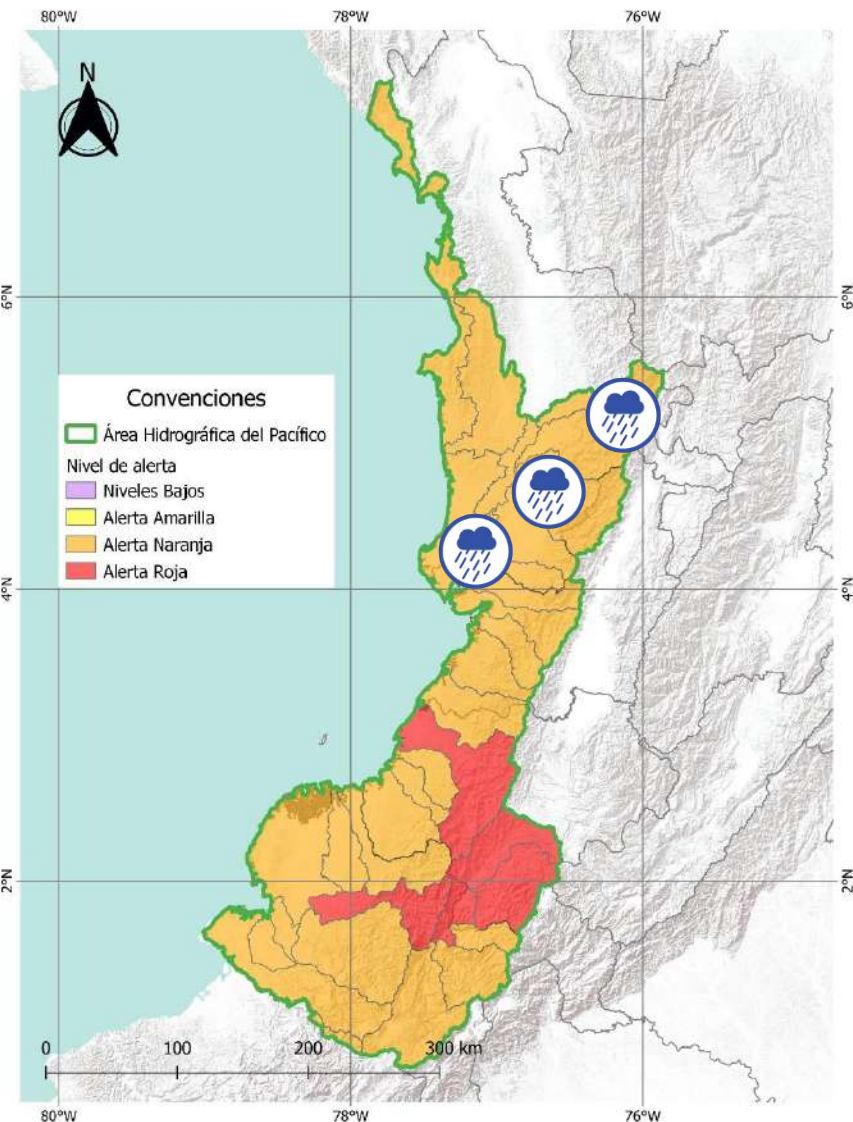 80°W 78°W 76°W
N
6°N 6°N
Convenciones
Área Hidrográfica del Pacífico
Nivel de alerta
Niveles Bajos
Alerta Amarilla
Alerta Naranja
Alerta Roja
4°N 4°N
2°N 2°N
0 100 200 300 km
80°W 78°W 76°W